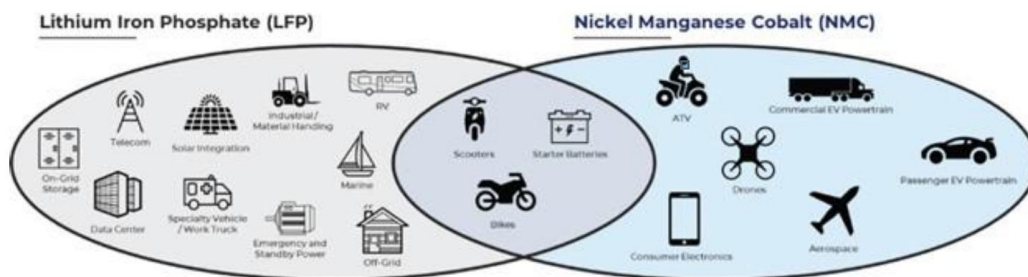 Lithium Iron Phosphate (LFP)
Nickel Manganese Cobalt (NMC)
On-Grid
Storage
Telecom
Solar Integration
Industrial /
Material Handling
RV
Data Center
Specialty Vehicle
/ Work Truck
Emergency and
Standby Power
Marine
Off-Grid
Scooters
Starter Batteries
Bikes
ATV
Commercial EV Powertrain
Drones
Passenger EV Powertrain
Consumer Electronics
Aerospace